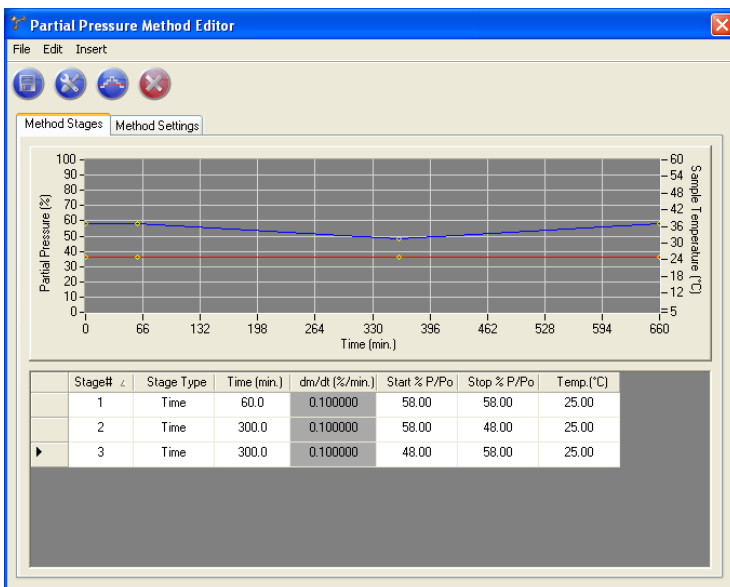 Partial Pressure Method Editor
File Edit Insert
Method Stages Method Settings
100
90
80
70
60
50
40
30
20
10
0
Partial Pressure (%)
60
54
48
42
36
30
24
18
12
5
Sample Temperature (°C)
0 66 132 198 264 330 396 462 528 594 660
Time (min.)
Stage# Stage Type Time (min.) dm/dt (%/min.) Start % P/Po Stop % P/Po Temp.(°C)
1 Time 60.0 0.100000 58.00 58.00 25.00
2 Time 300.0 0.100000 58.00 48.00 25.00
3 Time 300.0 0.100000 48.00 58.00 25.00